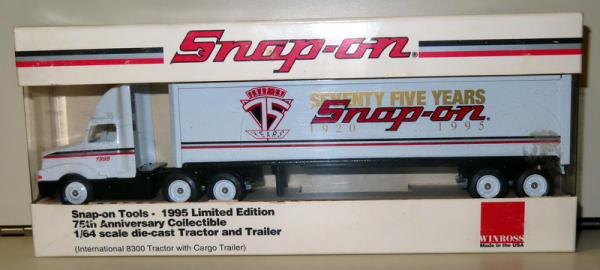 Snap-on®
75
YEARS
SEVENTY FIVE YEARS
Snap-on®
1920 1995
1995
Snap-on Tools - 1995 Limited Edition
75th Anniversary Collectible
1/64 scale die-cast Tractor and Trailer
(International 8300 Tractor with Cargo Trailer)
WINROSS
Made in the USA